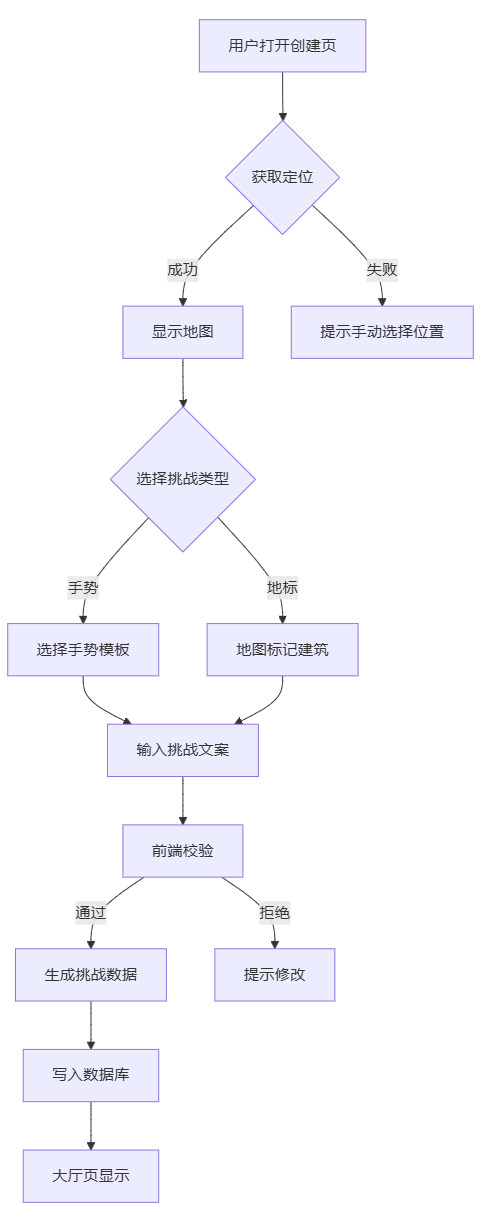 用户打开创建页
获取定位
成功
失败
显示地图
提示手动选择位置
选择挑战类型
手势
地标
选择手势模板
地图标记建筑
输入挑战文案
前端校验
通过
拒绝
生成挑战数据
提示修改
写入数据库
大厅页显示